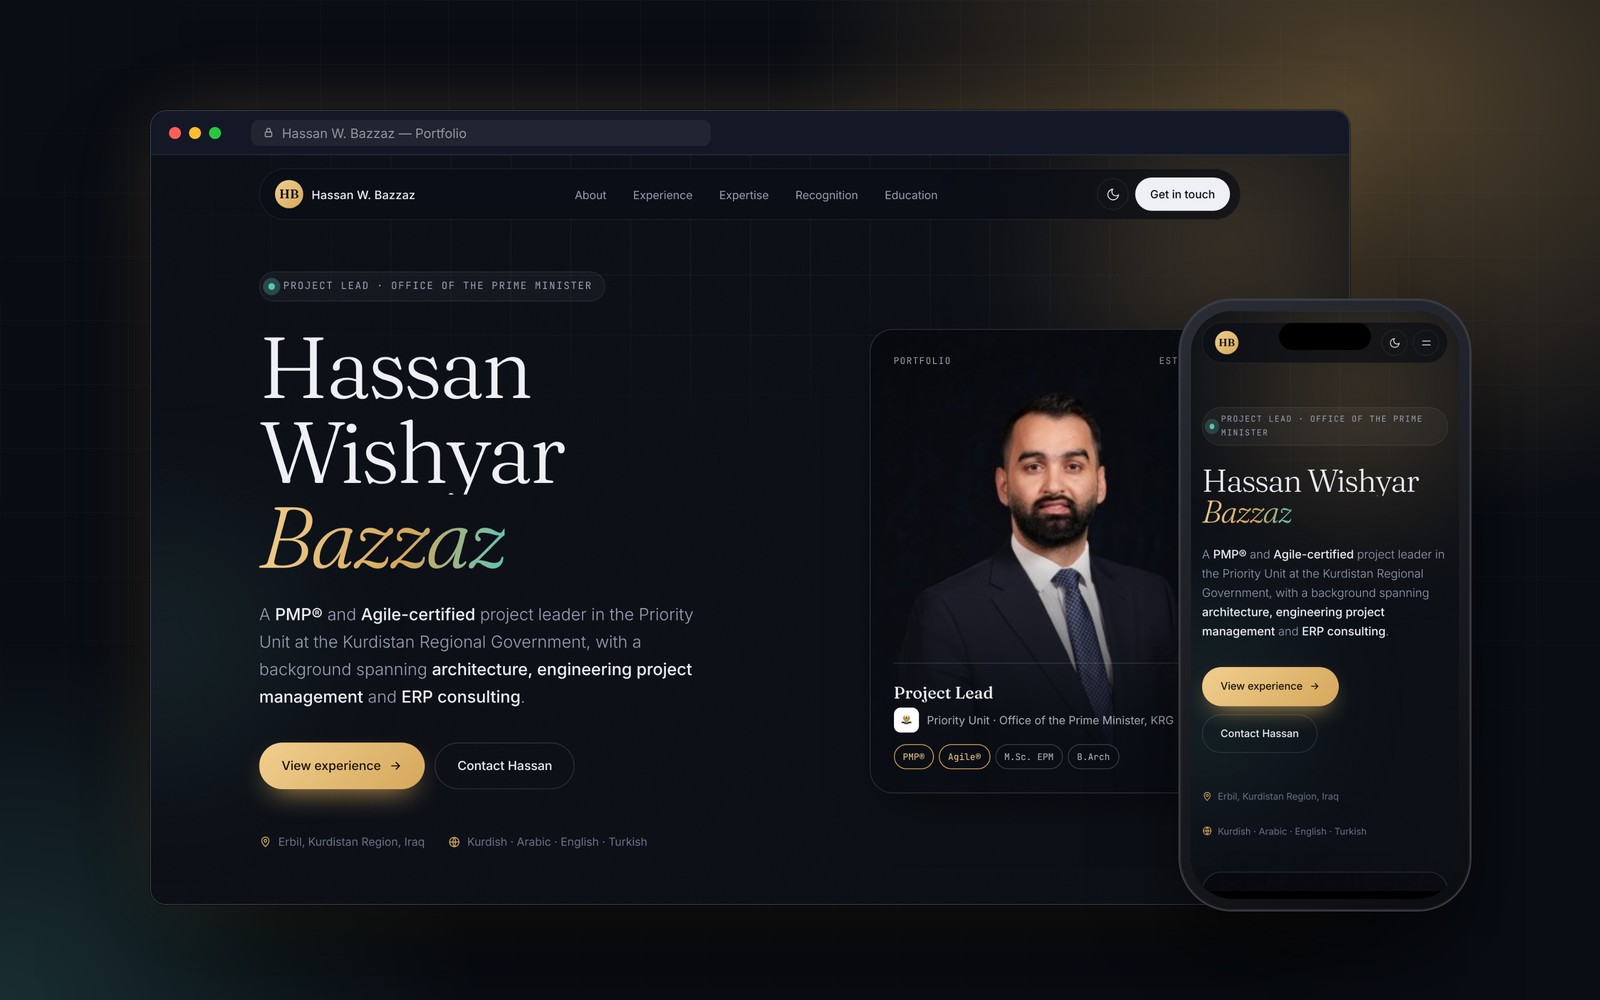 Hassan W. Bazzaz — Portfolio
HB Hassan W. Bazzaz
About Experience Expertise Recognition Education
Get in touch
PROJECT LEAD · OFFICE OF THE PRIME MINISTER
Hassan
Wishyar
Bazzaz
A PMP® and Agile-certified project leader in the Priority
Unit at the Kurdistan Regional Government, with a
background spanning architecture, engineering project
management and ERP consulting.
View experience →
Contact Hassan
Erbil, Kurdistan Region, Iraq
Kurdish · Arabic · English · Turkish
PORTFOLIO
EST
Project Lead
Priority Unit · Office of the Prime Minister, KRG
PMP® Agile® M.Sc. EPM B.Arch
HB
PROJECT LEAD · OFFICE OF THE PRIME
MINISTER
Hassan Wishyar
Bazzaz
A PMP® and Agile-certified project leader in
the Priority Unit at the Kurdistan Regional
Government, with a background spanning
architecture, engineering project
management and ERP consulting.
View experience →
Contact Hassan
Erbil, Kurdistan Region, Iraq
Kurdish · Arabic · English · Turkish